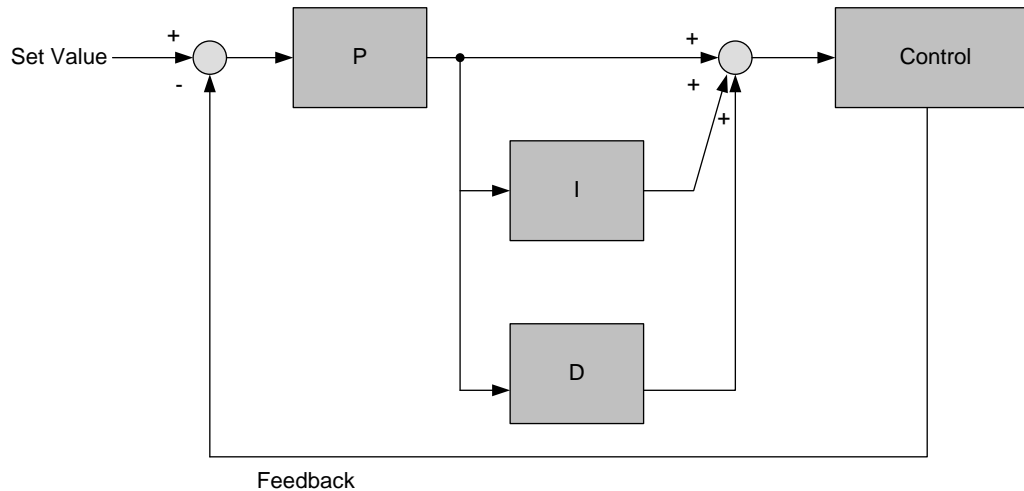 +
Set Value
-
P
+
+
+
Control
I
D
Feedback